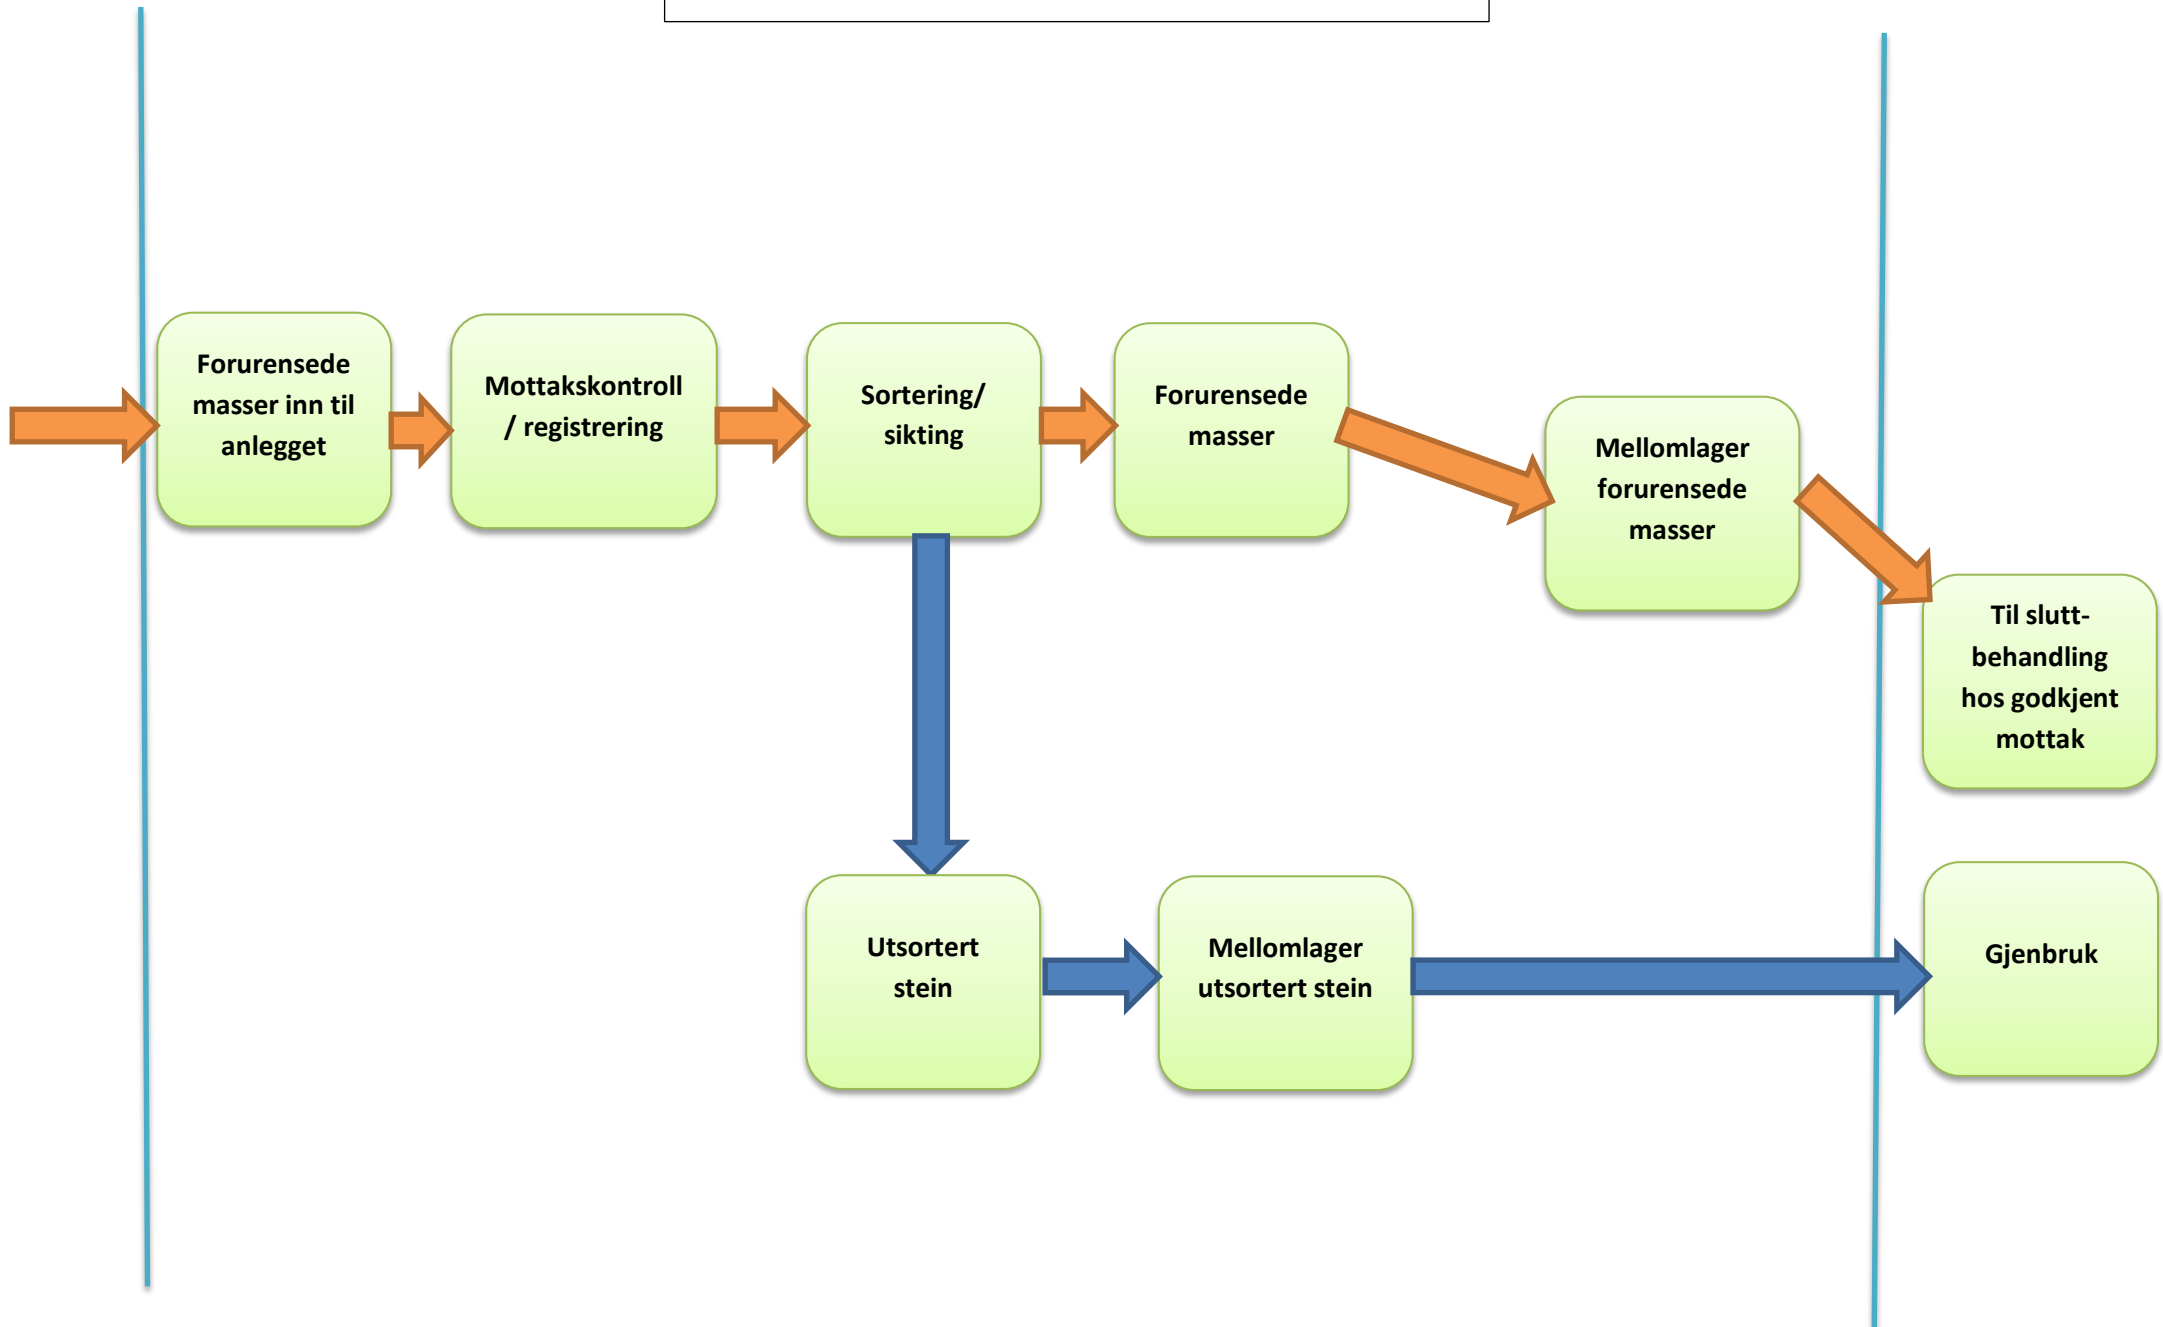 Forurensede
masser inn til
anlegget
Mottakskontroll
/ registrering
Sortering/
sikting
Forurensede
masser
Mellomlager
forurensede
masser
Til slutt-
behandling
hos godkjent
mottak
Utsortert
stein
Mellomlager
utsortert stein
Gjenbruk